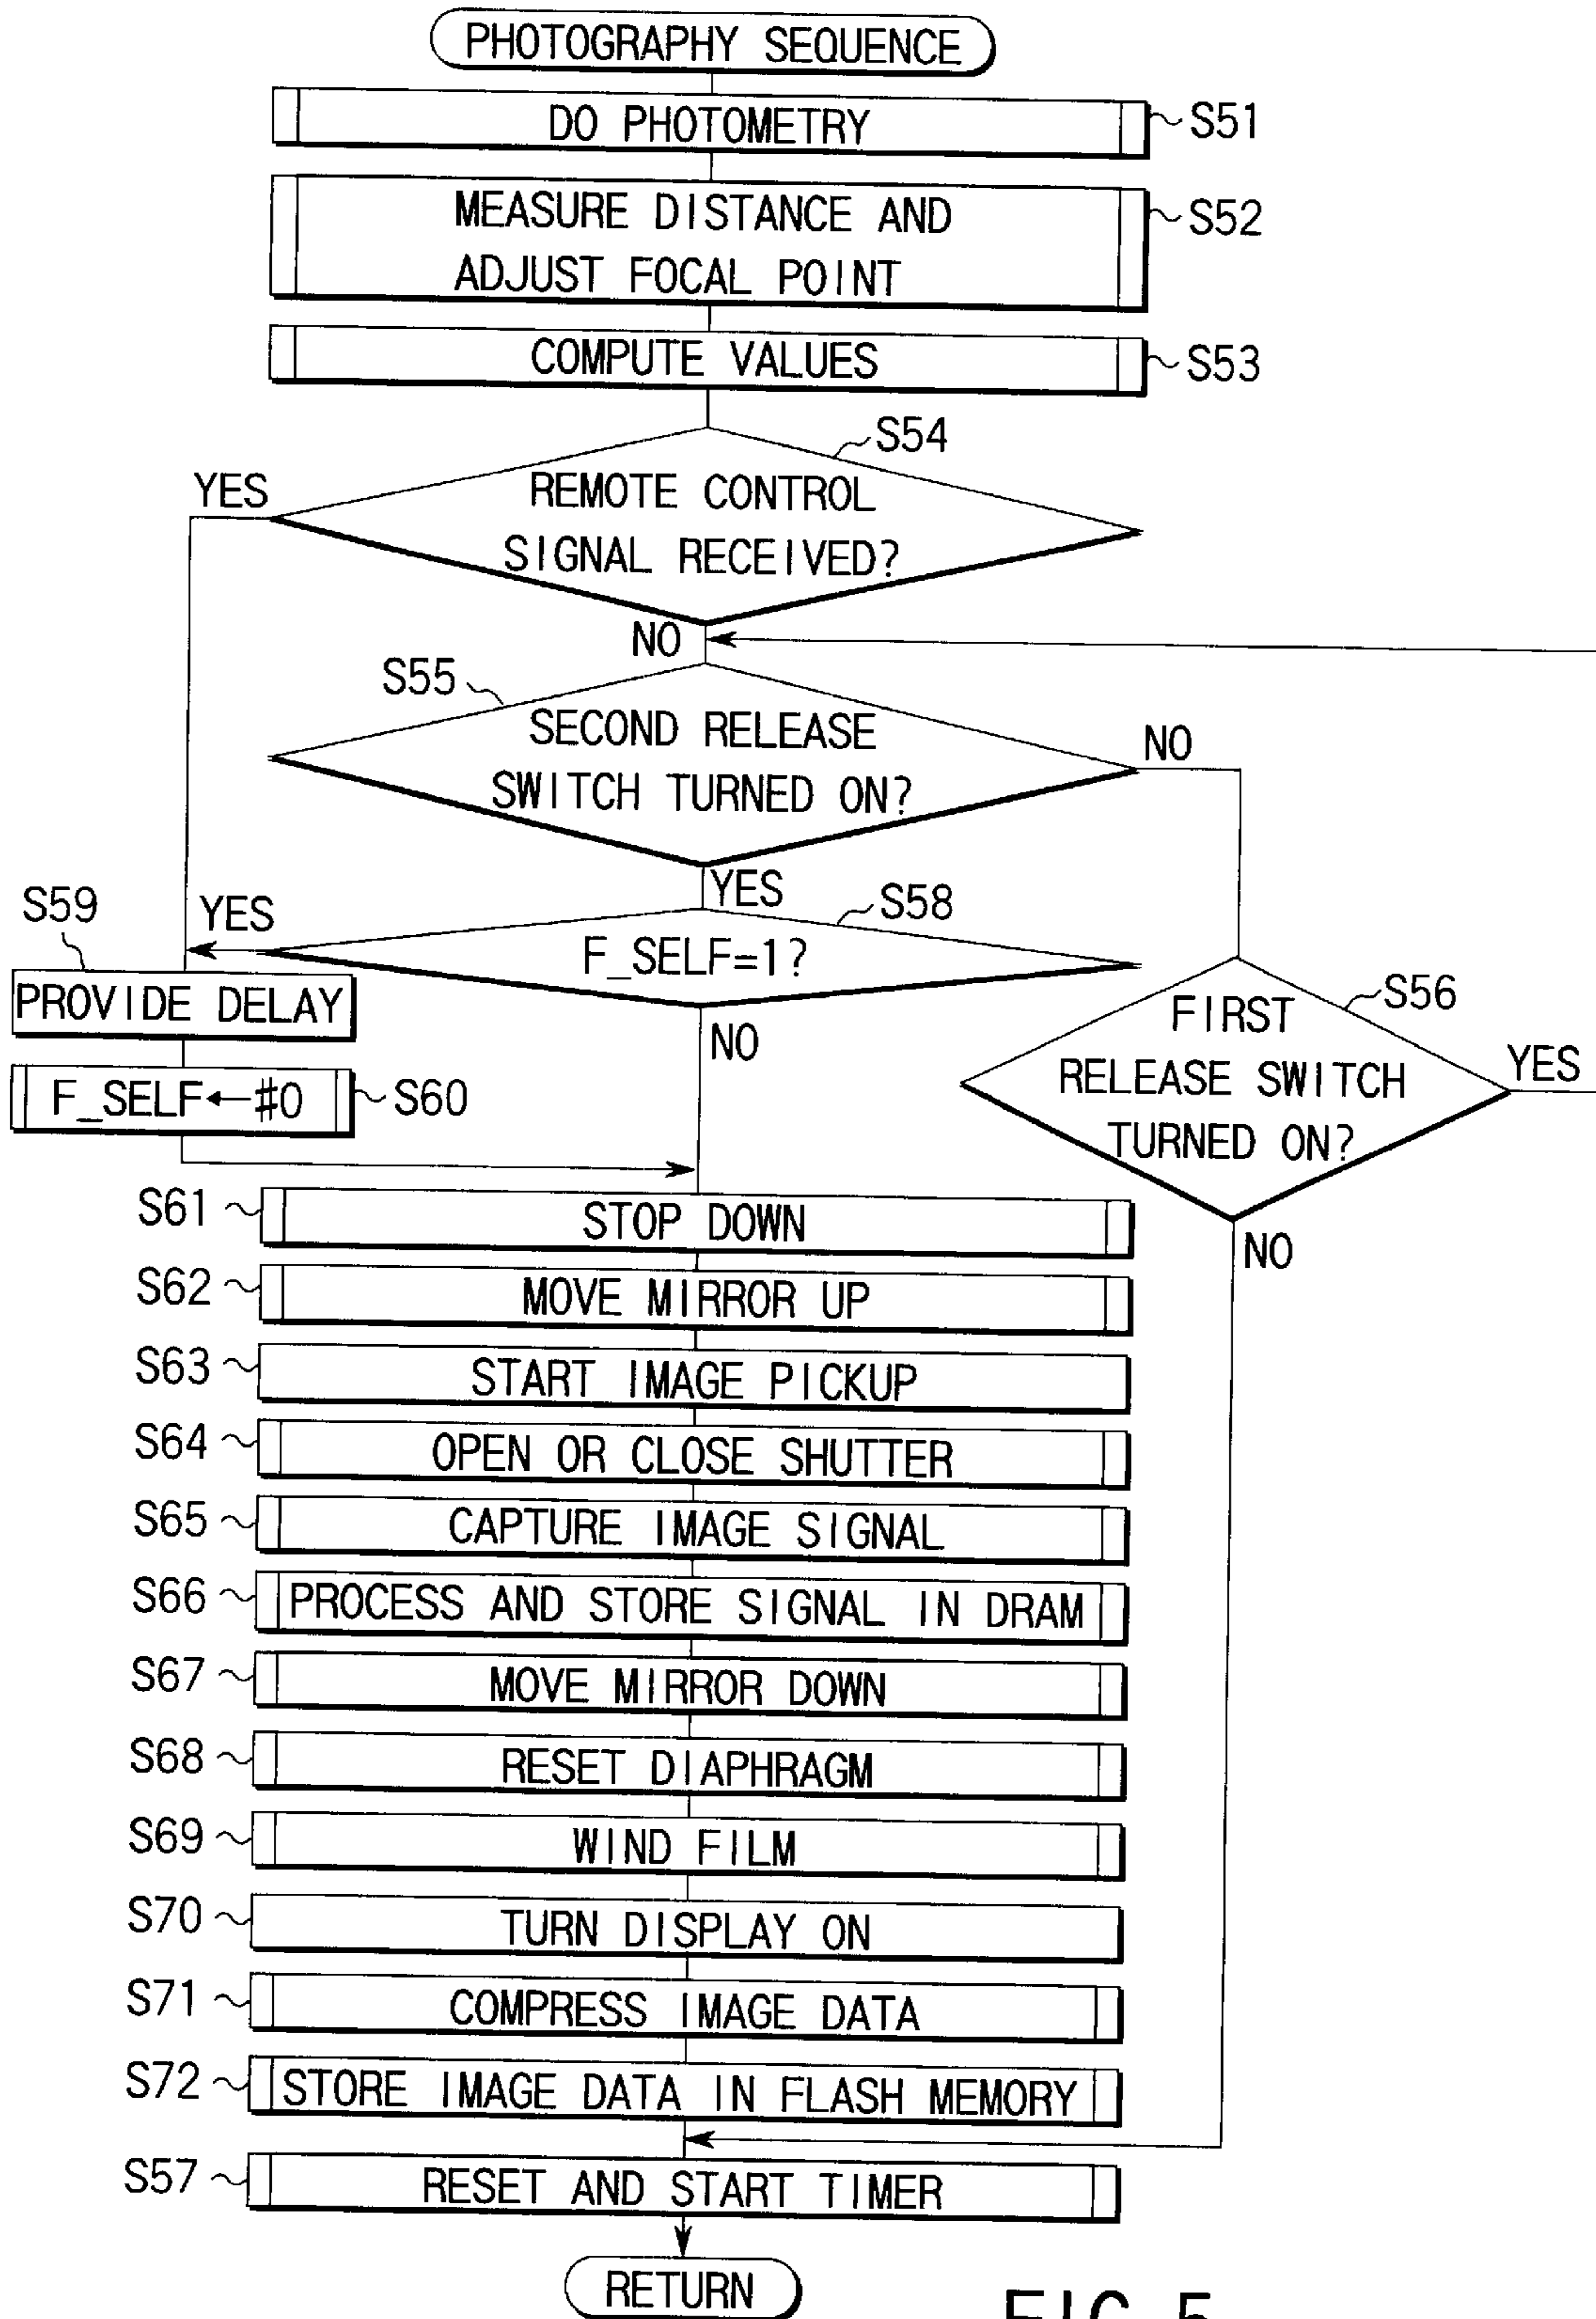 PHOTOGRAPHY SEQUENCE
DO PHOTOMETRY
S51
MEASURE DISTANCE AND
ADJUST FOCAL POINT
S52
COMPUTE VALUES
S53
S54
YES
REMOTE CONTROL
SIGNAL RECEIVED?
NO
S55
SECOND RELEASE
SWITCH TURNED ON?
NO
YES
S58
S59
YES
F_SELF=1?
PROVIDE DELAY
NO
S56
FIRST
RELEASE SWITCH
TURNED ON?
YES
F_SELF←#0
S60
NO
S61
STOP DOWN
S62
MOVE MIRROR UP
S63
START IMAGE PICKUP
S64
OPEN OR CLOSE SHUTTER
S65
CAPTURE IMAGE SIGNAL
S66
PROCESS AND STORE SIGNAL IN DRAM
S67
MOVE MIRROR DOWN
S68
RESET DIAPHRAGM
S69
WIND FILM
S70
TURN DISPLAY ON
S71
COMPRESS IMAGE DATA
S72
STORE IMAGE DATA IN FLASH MEMORY
S57
RESET AND START TIMER
RETURN
FIG. 5